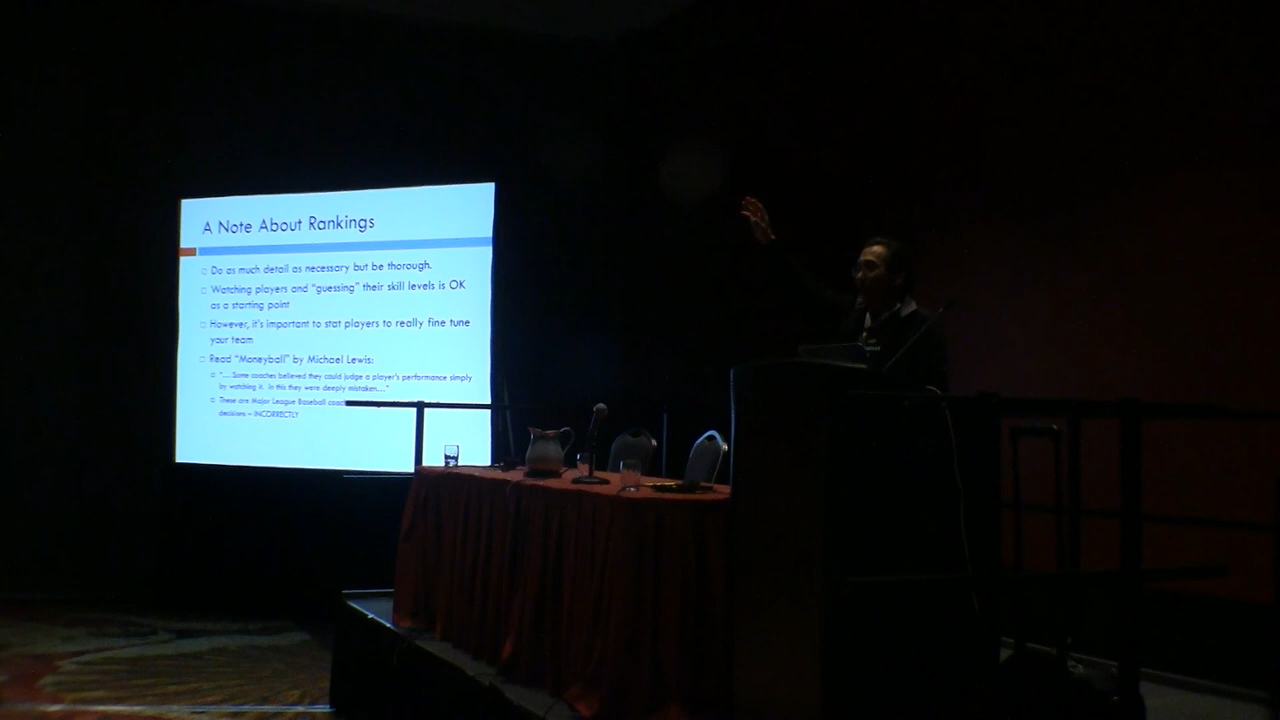 A Note About Rankings
Do as much detail as necessary but be thorough.
Watching players and "guessing" their skill levels is OK
as a starting point
However, it's important to stat players to really fine tune
your team
Read "Moneyball" by Michael Lewis:
"... Some coaches believed they could judge a player's performance simply
by watching it. In this they were deeply mistaken..."
These are Major League Baseball
decisions – INCORRECTLY